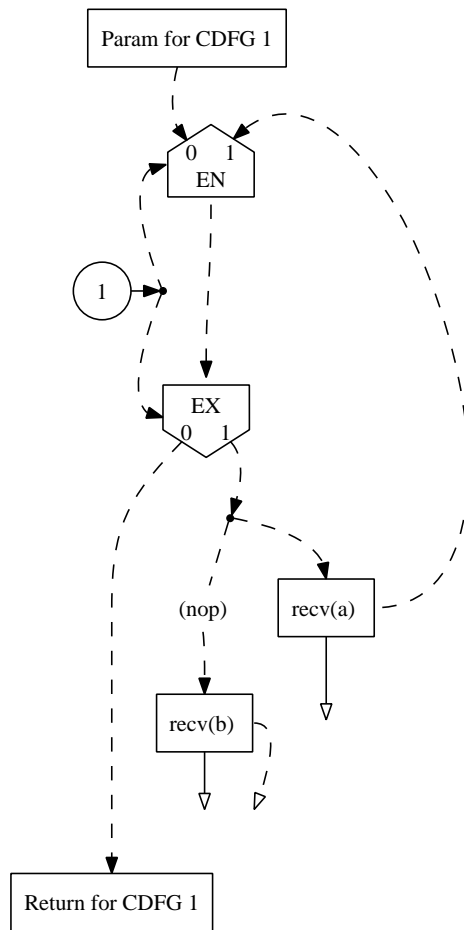 Param for CDFG 1
0 1
EN
1
EX
0 1
(nop)
recv(a)
recv(b)
Return for CDFG 1